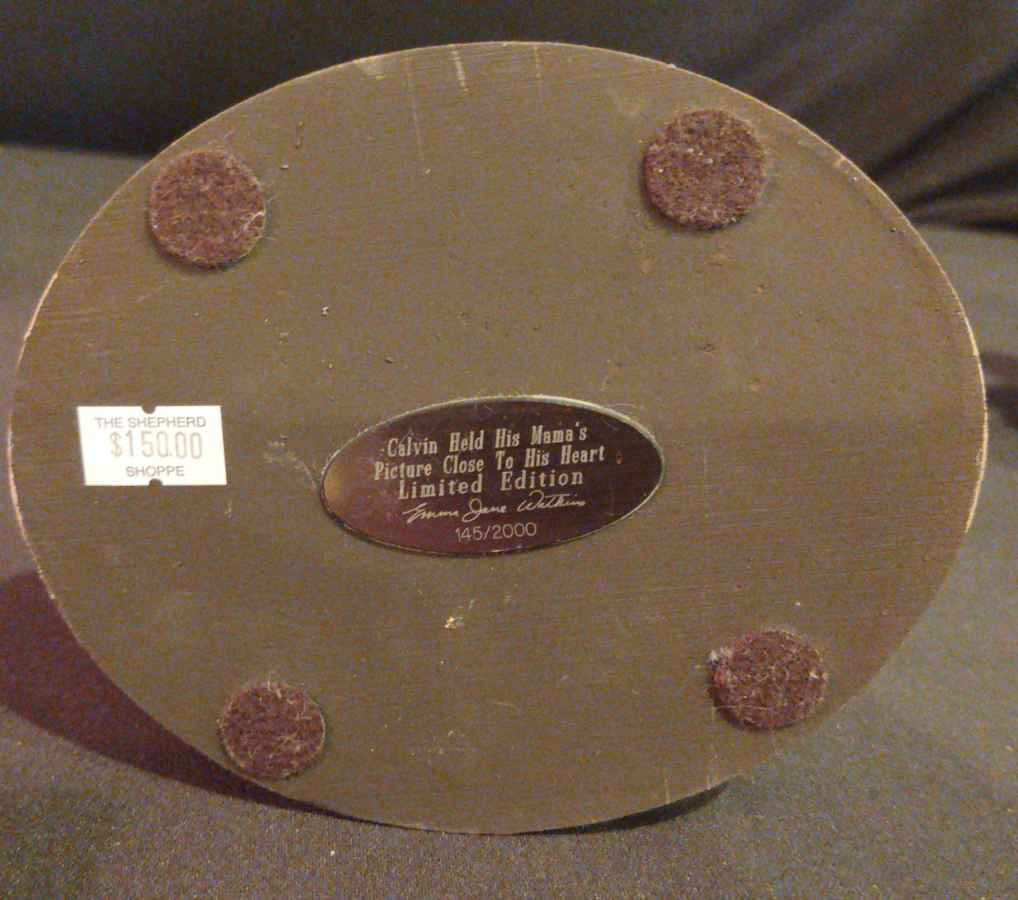 THE SHEPHERD
$150.00
SHOPPE
Calvin Held His Mama's
Picture Close To His Heart
Limited Edition
Emma Jane Watkins
145/2000